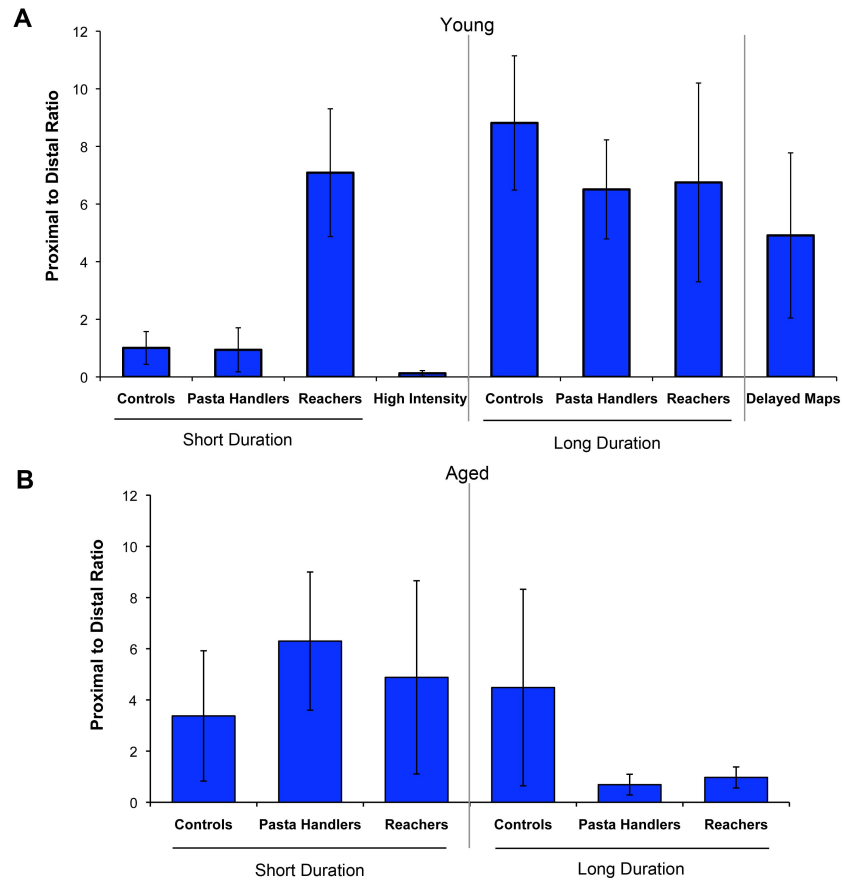 A
Young
Proximal to Distal Ratio
12
10
8
6
4
2
0
Controls Pasta Handlers Reachers High Intensity Controls Pasta Handlers Reachers Delayed Maps
Short Duration Long Duration
B
Aged
Proximal to Distal Ratio
12
10
8
6
4
2
0
Controls Pasta Handlers Reachers Controls Pasta Handlers Reachers
Short Duration Long Duration